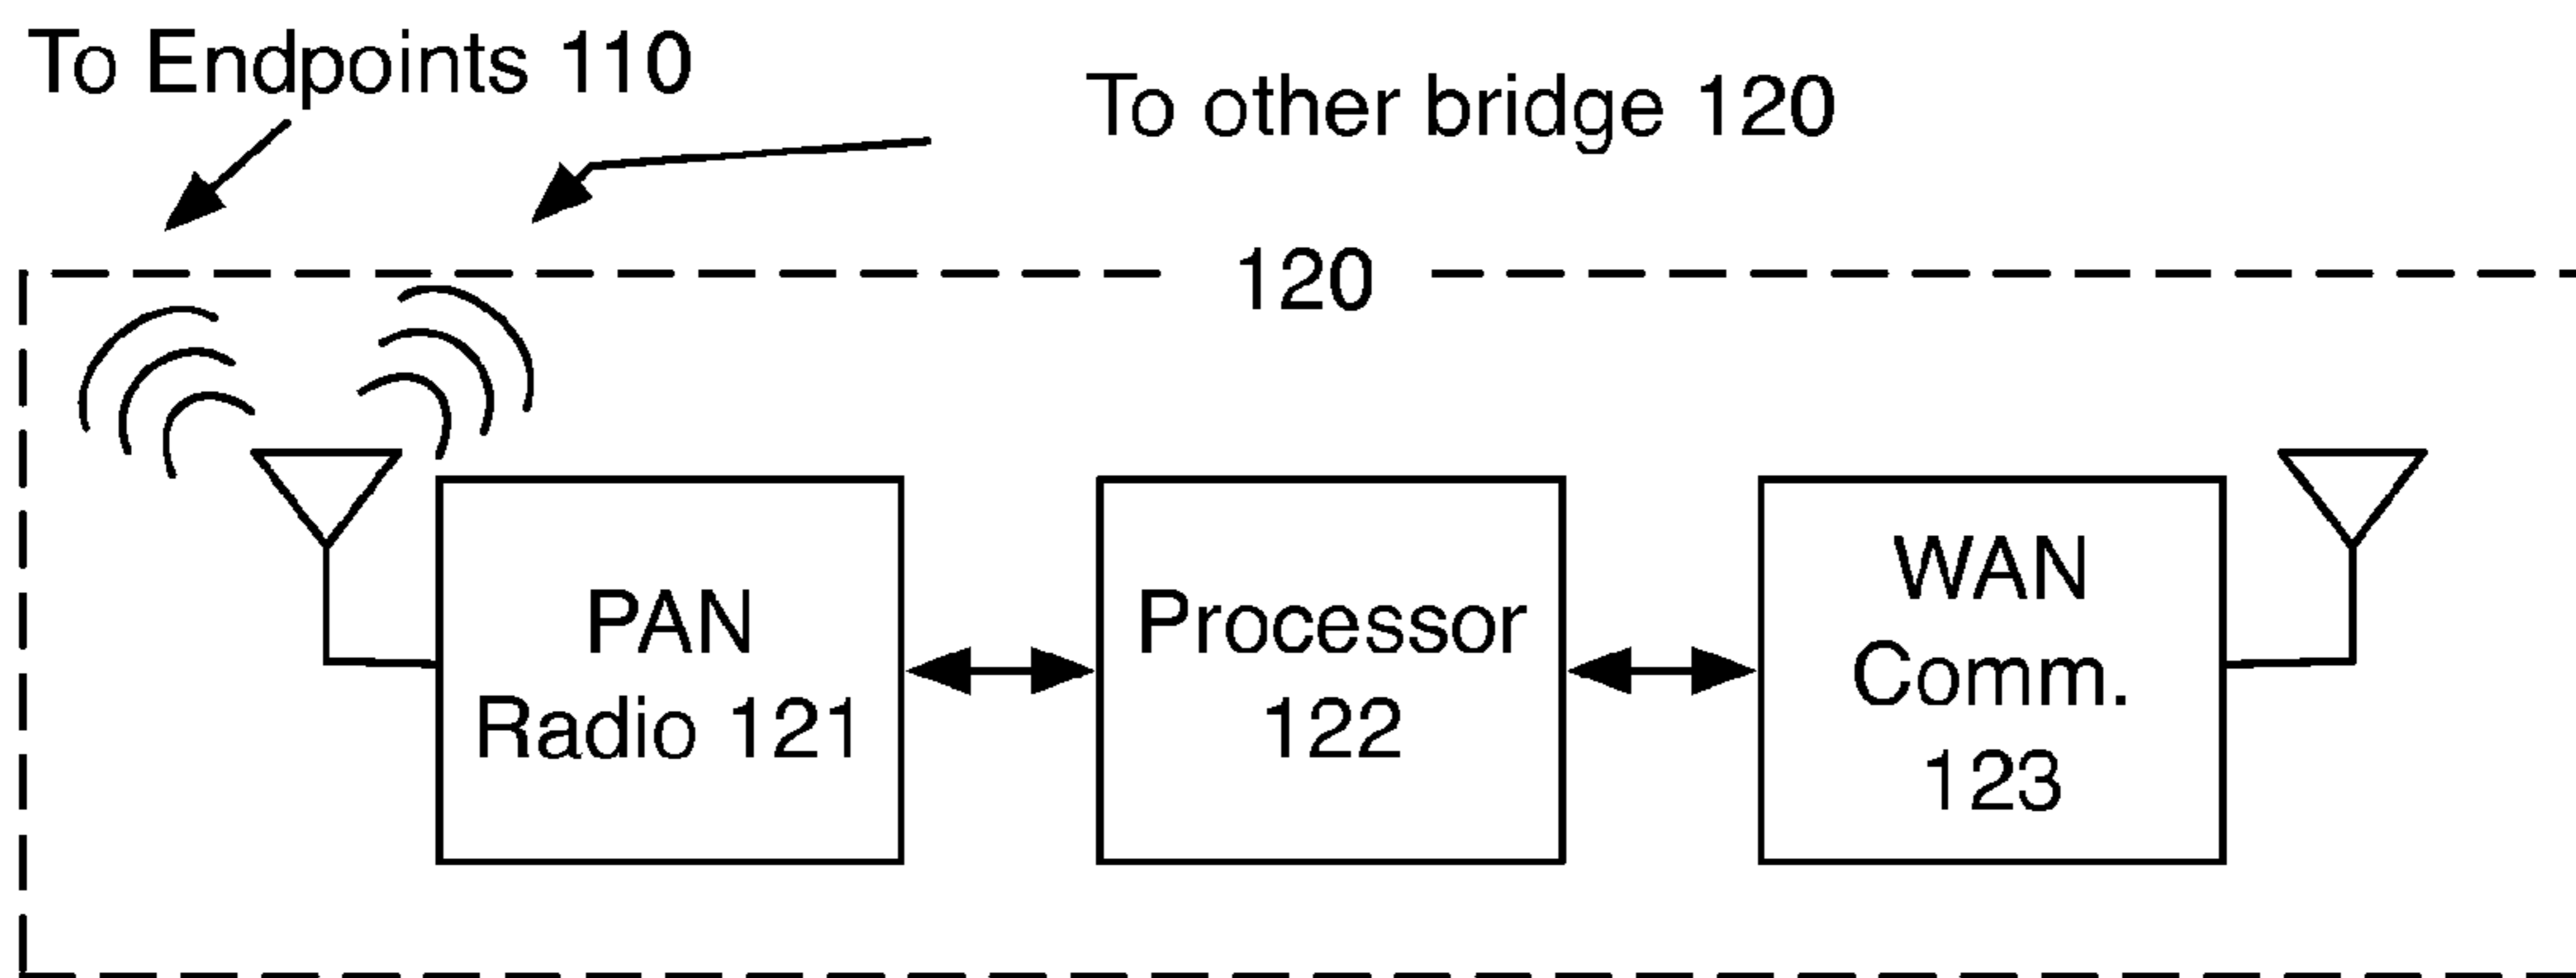 To Endpoints 110
To other bridge 120
120
PAN
Radio 121
Processor
122
WAN
Comm.
123